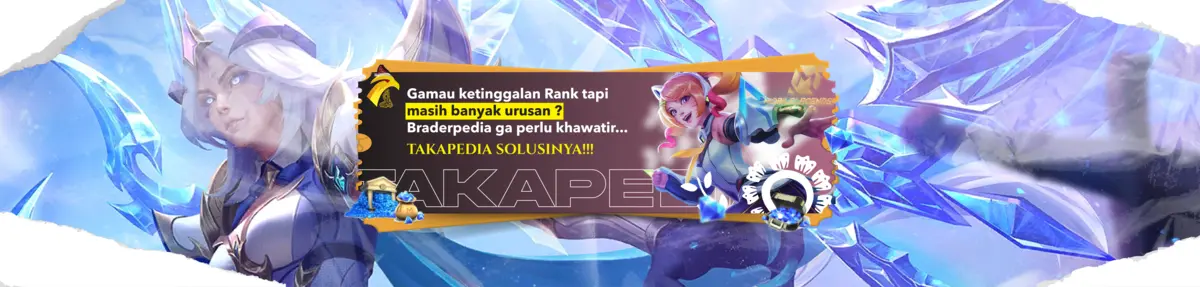 Gamau ketinggalan Rank tapi
masih banyak urusan ?
Braderpedia ga perlu khawatir...
TAKAPEDIA SOLUSINYA!!!
TAKAPED